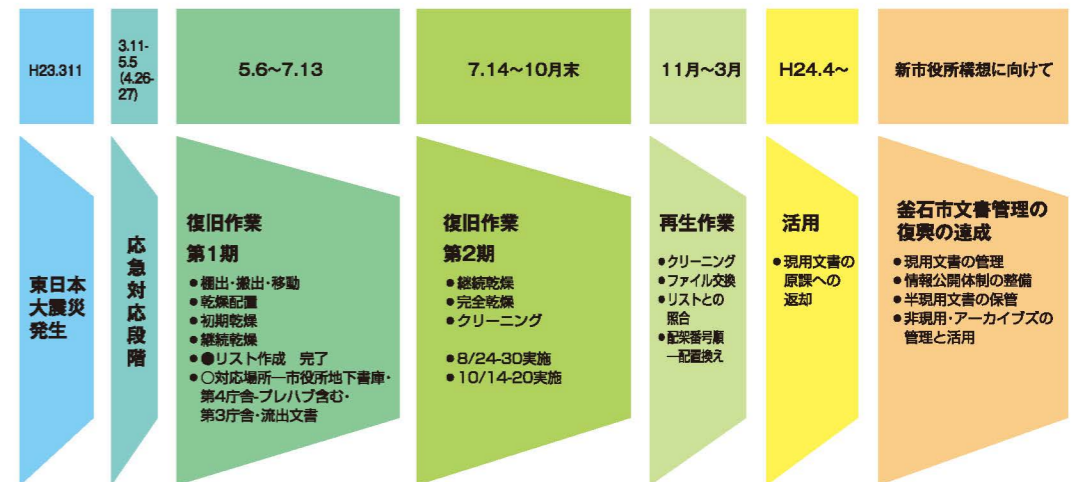 H23.311
3.11-
5.5
(4.26-
27)
5.6~7.13
7.14~10月末
11月~3月
H24.4~
新市役所構想に向けて
東日本
大震災
発生
応急対応段階
復旧作業
第1期
●棚出・搬出・移動
●乾燥配置
●初期乾燥
●継続乾燥
●●リスト作成 完了
●○対応場所―市役所地下書庫・
第4庁舎-プレハブ含む・
第3庁舎・流出文書
復旧作業
第2期
●継続乾燥
●完全乾燥
●クリーニング
●8/24-30実施
●10/14-20実施
再生作業
●クリーニング
●ファイル交換
●リストとの
照合
●配架番号順
―配置換え
活用
●現用文書の
原課への
返却
釜石市文書管理の
復興の達成
●現用文書の管理
●情報公開体制の整備
●半現用文書の保管
●非現用・アーカイブズの
管理と活用